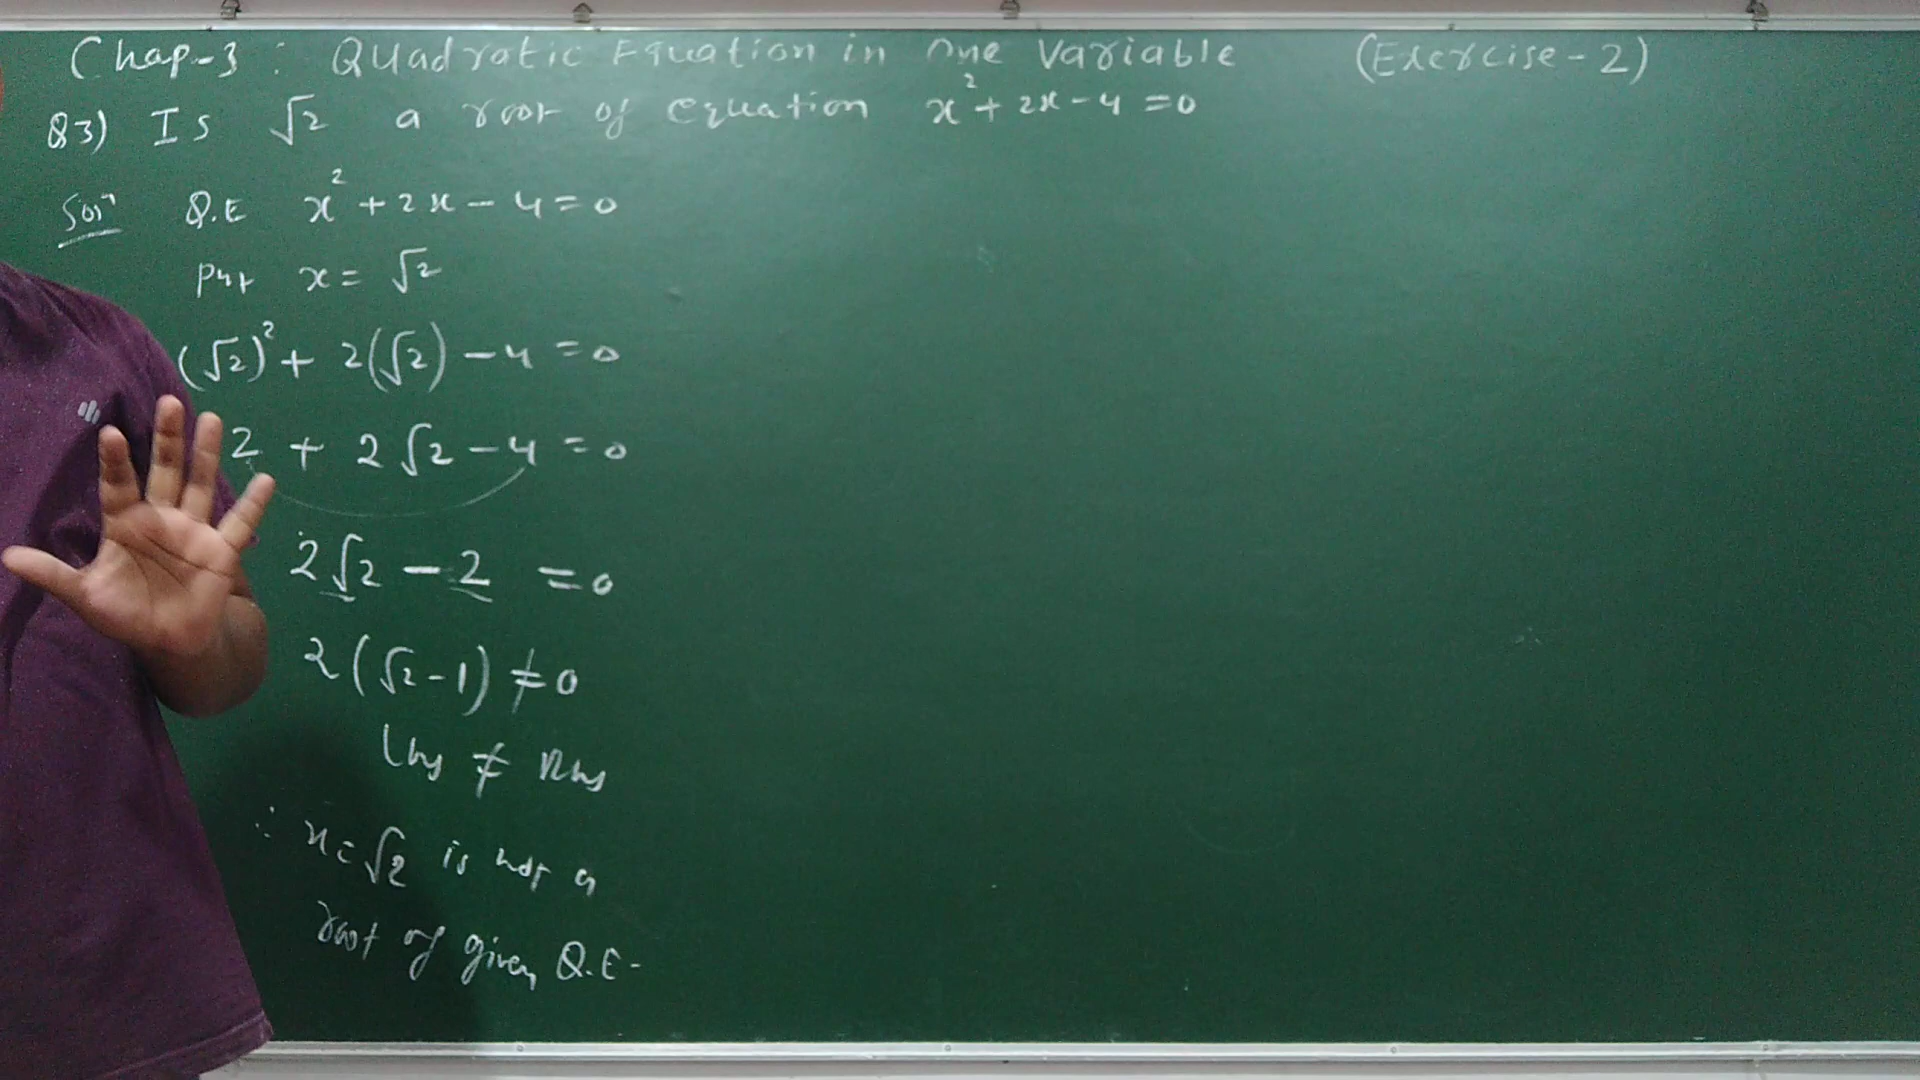 Chap-3 : Quadratic Equation in One Variable (Exercise-2)
Q3) Is √2 a root of equation x² + 2x - 4 = 0
Solⁿ Q.E x² + 2x - 4 = 0
Put x = √2
(√2)² + 2(√2) - 4 = 0
2 + 2√2 - 4 = 0
2√2 - 2 = 0
2(√2-1) ≠ 0
Lhs ≠ Rhs
∴ x = √2 is not a
root of given Q.E.